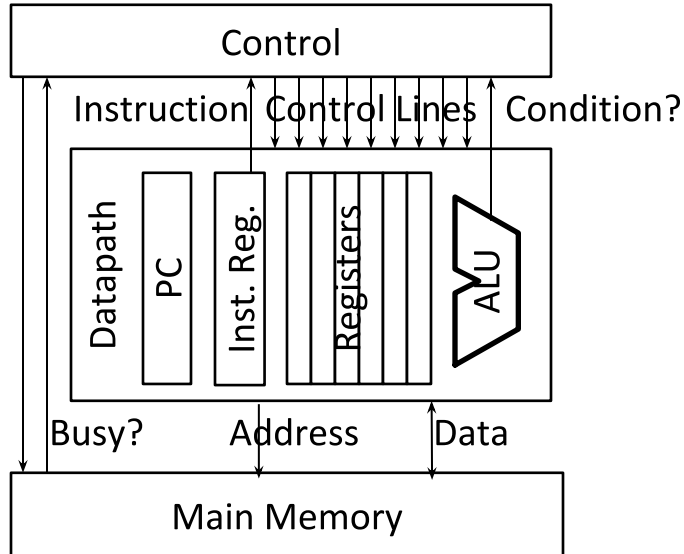 Control
Instruction
Control Lines
Condition?
Datapath
PC
Inst. Reg.
Registers
ALU
Busy?
Address
Data
Main Memory